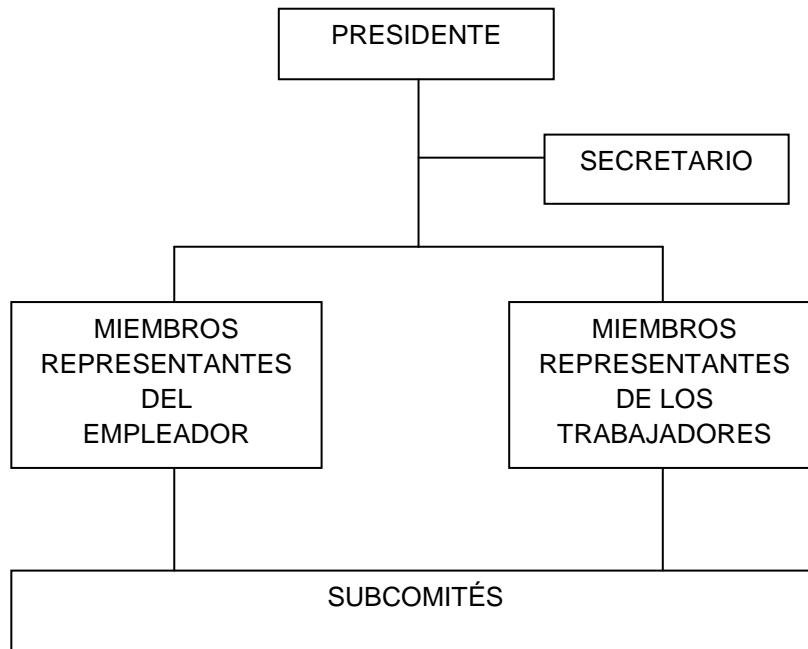 PRESIDENTE
SECRETARIO
MIEMBROS
REPRESENTANTES
DEL
EMPLEADOR
MIEMBROS
REPRESENTANTES
DE LOS
TRABAJADORES
SUBCOMITÉS